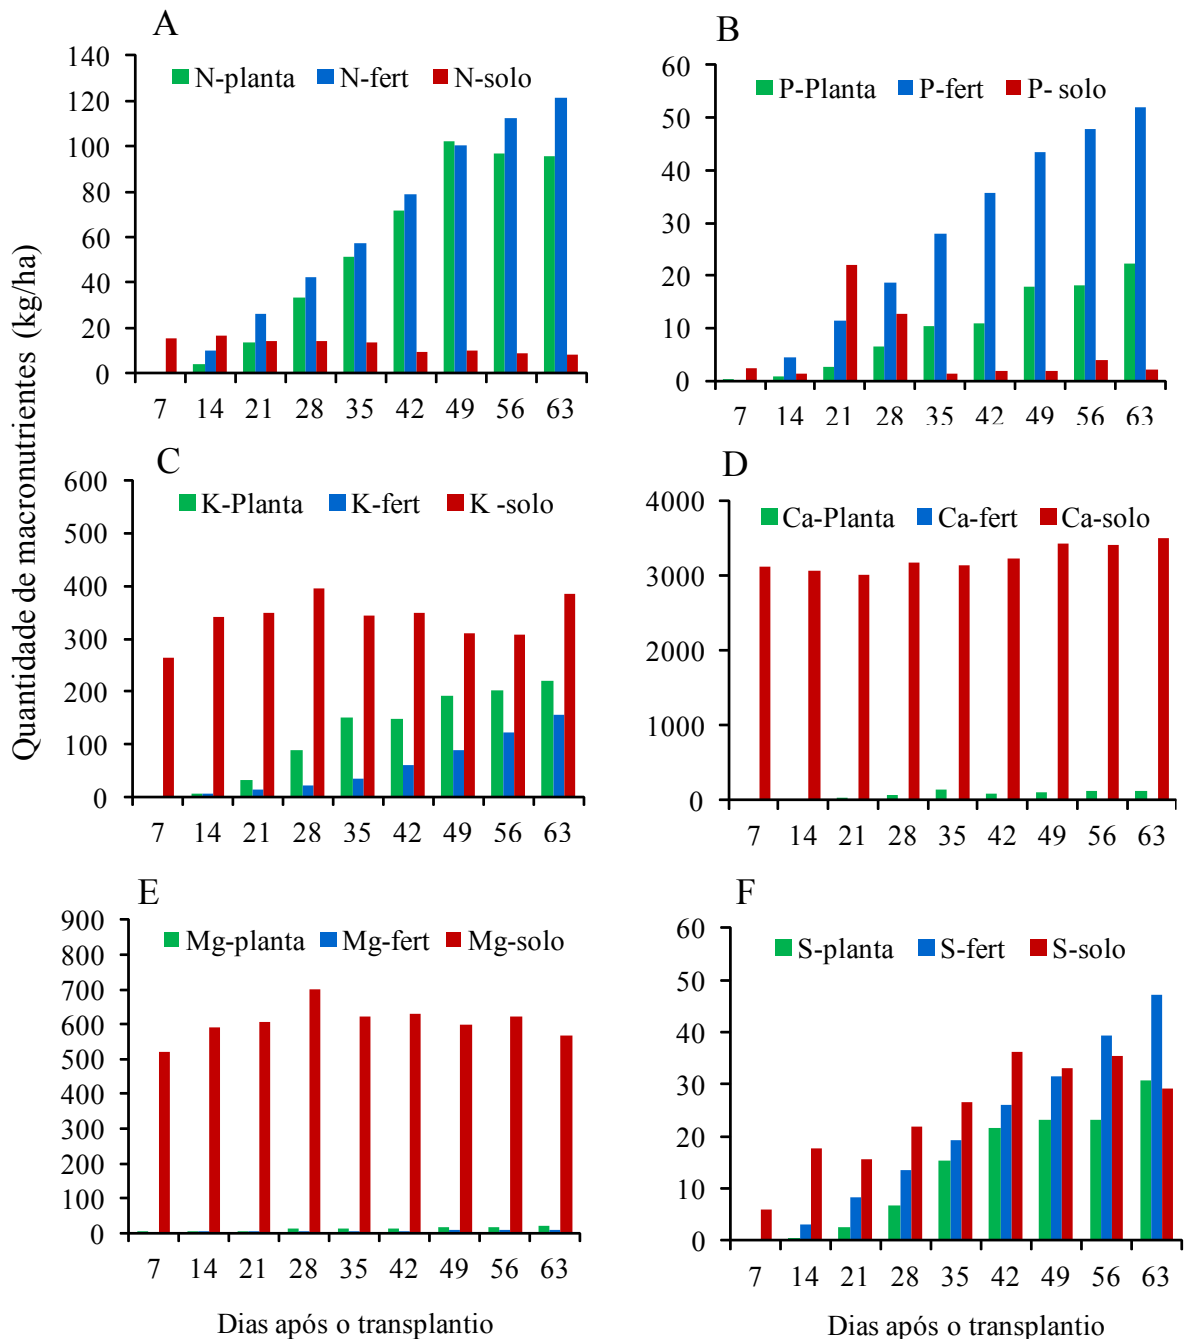 Quantidade de macronutrientes (kg/ha)
A
N-planta N-fert N-solo
140
120
100
80
60
40
20
0
7 14 21 28 35 42 49 56 63
B
P-Planta P-fert P- solo
60
50
40
30
20
10
0
7 14 21 28 35 42 49 56 63
C
K-Planta K-fert K -solo
600
500
400
300
200
100
0
7 14 21 28 35 42 49 56 63
D
Ca-Planta Ca-fert Ca-solo
4000
3000
2000
1000
0
7 14 21 28 35 42 49 56 63
E
Mg-planta Mg-fert Mg-solo
900
800
700
600
500
400
300
200
100
0
7 14 21 28 35 42 49 56 63
Dias após o transplantio
F
S-planta S-fert S-solo
60
50
40
30
20
10
0
7 14 21 28 35 42 49 56 63
Dias após o transplantio